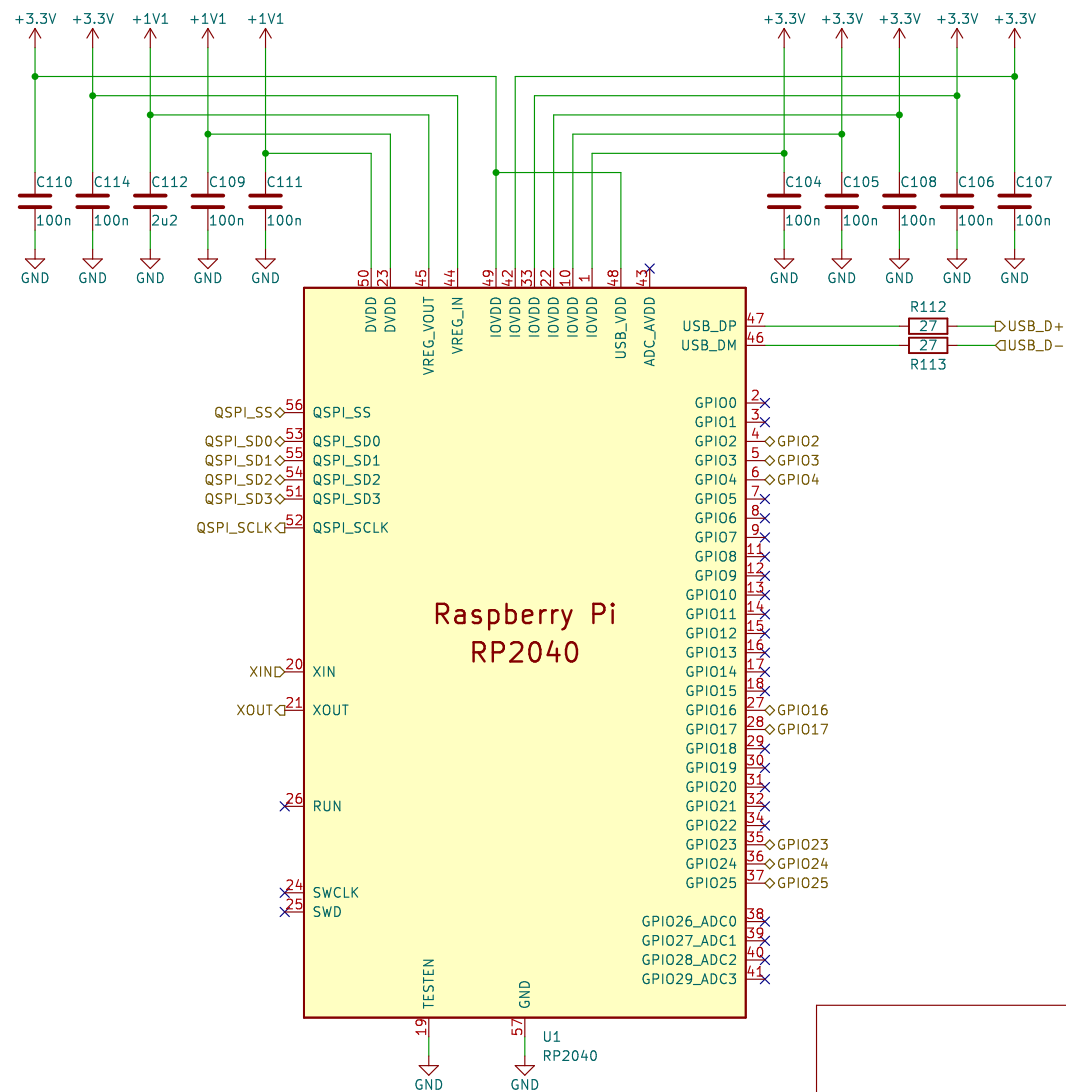 +3.3V +3.3V +1V1 +1V1 +1V1 +3.3V +3.3V +3.3V +3.3V +3.3V
C110 C114 C112 C109 C111 C104 C105 C108 C106 C107
100n 100n 2u2 100n 100n 100n 100n 100n 100n 100n
GND GND GND GND GND GND GND GND GND GND
50 23 45 44 49 42 33 22 10 1 48 43
DVDD DVDD VREG_VOUT VREG_IN IOVDD IOVDD IOVDD IOVDD IOVDD IOVDD USB_VDD ADC_AVDD
R112
USB_DP 47 27 USB_D+
USB_DM 46 27 USB_D-
R113
GPIO0 2
QSPI_SS 56 QSPI_SS
GPIO1 3
QSPI_SD0 53 QSPI_SD0 GPIO2 4 GPIO2
QSPI_SD1 55 QSPI_SD1 GPIO3 5 GPIO3
QSPI_SD2 54 QSPI_SD2 GPIO4 6 GPIO4
QSPI_SD3 51 QSPI_SD3 GPIO5 7
GPIO6 8
QSPI_SCLK 52 QSPI_SCLK
GPIO7 9
GPIO8 11
GPIO9 12
GPIO10 13
GPIO11 14
Raspberry Pi
GPIO12 15
RP2040
GPIO13 16
XIN 20 XIN GPIO14 17
GPIO15 18
XOUT 21 XOUT GPIO16 27 GPIO16
GPIO17 28 GPIO17
GPIO18 29
GPIO19 30
GPIO20 31
26 RUN GPIO21 32
GPIO22 34
GPIO23 35 GPIO23
GPIO24 36 GPIO24
GPIO25 37 GPIO25
24 SWCLK
25 SWD
GPIO26_ADC0 38
GPIO27_ADC1 39
GPIO28_ADC2 40
GPIO29_ADC3 41
TESTEN GND
19 57
U1
RP2040
GND GND